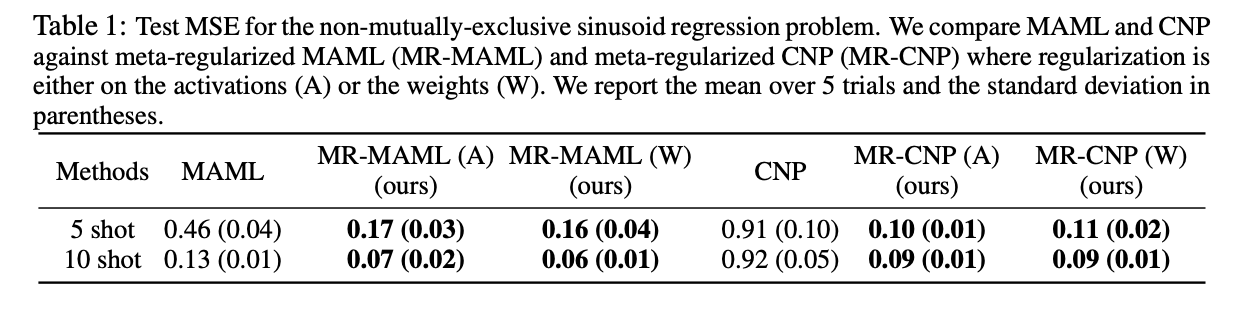 Table 1: Test MSE for the non-mutually-exclusive sinusoid regression problem. We compare MAML and CNP
against meta-regularized MAML (MR-MAML) and meta-regularized CNP (MR-CNP) where regularization is
either on the activations (A) or the weights (W). We report the mean over 5 trials and the standard deviation in
parentheses.
Methods MAML MR-MAML (A) (ours) MR-MAML (W) (ours) CNP MR-CNP (A) (ours) MR-CNP (W) (ours)
5 shot 0.46 (0.04) 0.17 (0.03) 0.16 (0.04) 0.91 (0.10) 0.10 (0.01) 0.11 (0.02)
10 shot 0.13 (0.01) 0.07 (0.02) 0.06 (0.01) 0.92 (0.05) 0.09 (0.01) 0.09 (0.01)